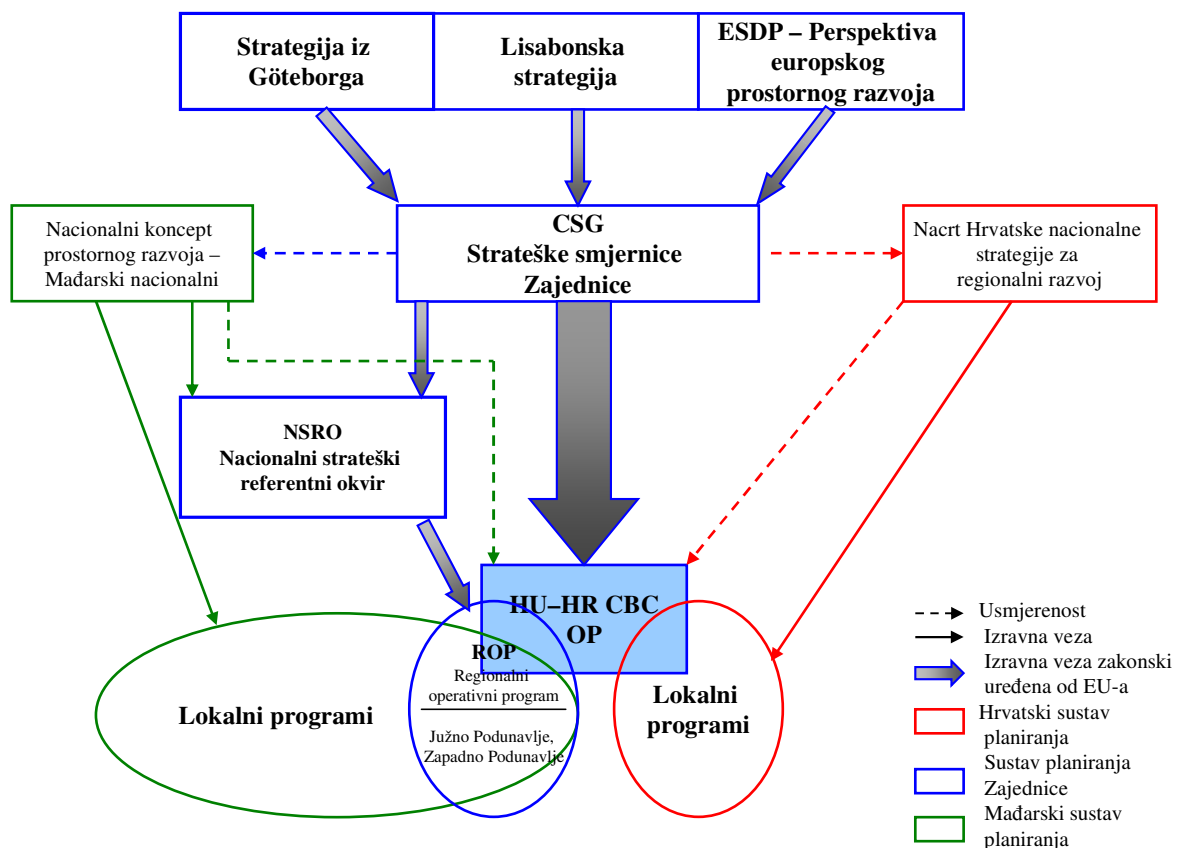 Strategija iz
Göteborga
Lisabonska
strategija
ESDP – Perspektiva
europskog
prostornog razvoja
Nacionalni koncept
prostornog razvoja –
Mađarski nacionalni
CSG
Strateške smjernice
Zajednice
Nacrt Hrvatske nacionalne
strategije za
regionalni razvoj
NSRO
Nacionalni strateški
referentni okvir
HU–HR CBC
OP
ROP
Regionalni
operativni program
Južno Podunavlje,
Zapadno Podunavlje
Lokalni programi
Lokalni
programi
Usmjerenost
Izravna veza
Izravna veza zakonski
uređena od EU-a
Hrvatski sustav
planiranja
Sustav planiranja
Zajednice
Mađarski sustav
planiranja